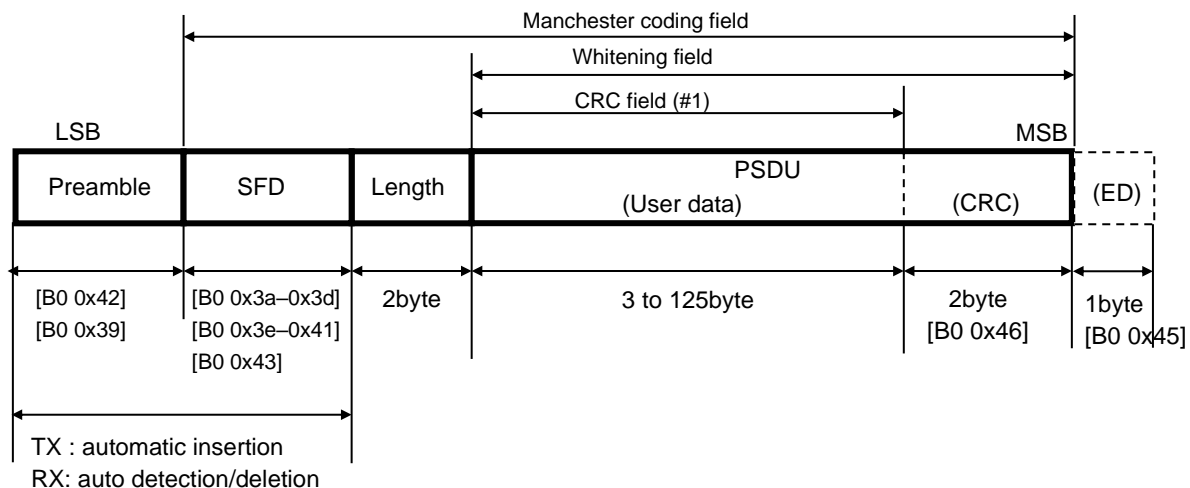 Manchester coding field
Whitening field
CRC field (#1)
LSB
MSB
Preamble
SFD
Length
PSDU
(User data)
(CRC)
(ED)
[B0 0x42]
[B0 0x39]
[B0 0x3a–0x3d]
[B0 0x3e–0x41]
[B0 0x43]
2byte
3 to 125byte
2byte
[B0 0x46]
1byte
[B0 0x45]
TX : automatic insertion
RX: auto detection/deletion